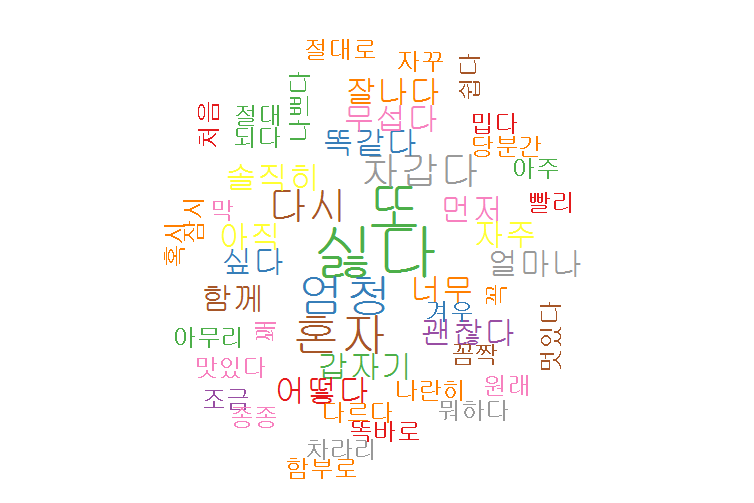 절대로
자꾸
쉽다
잘나다
나쁘다
처음
절대
무섭다
밉다
되다
똑같다
당분간
아주
솔직히
차갑다
빨리
막
다시
또
먼저
잠시
혹시
아직
싫다
자주
싶다
얼마나
함께
엄청
너무
꼭
겨우
째
아무리
혼자
괜찮다
멋있다
꼼짝
맛있다
갑자기
어떻다
나란히
원래
조금
종종
나르다
뭐하다
똑바로
차라리
함부로